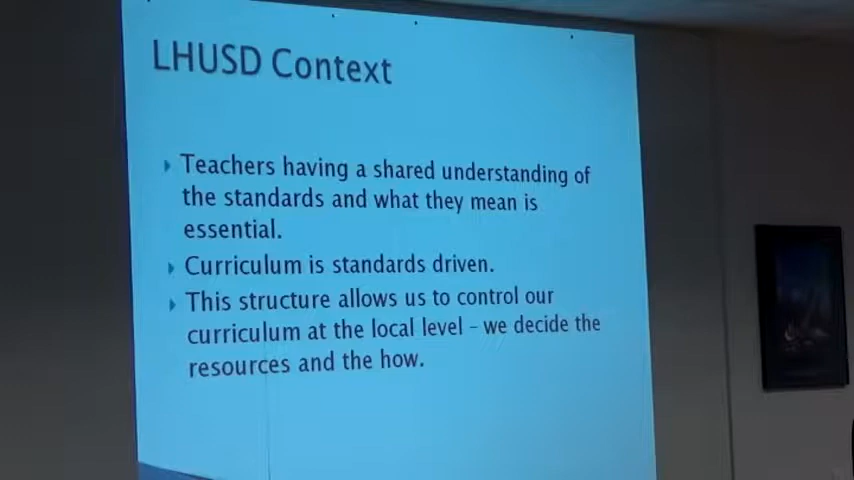 LHUSD Context
Teachers having a shared understanding of
the standards and what they mean is
essential.
Curriculum is standards driven.
This structure allows us to control our
curriculum at the local level – we decide the
resources and the how.